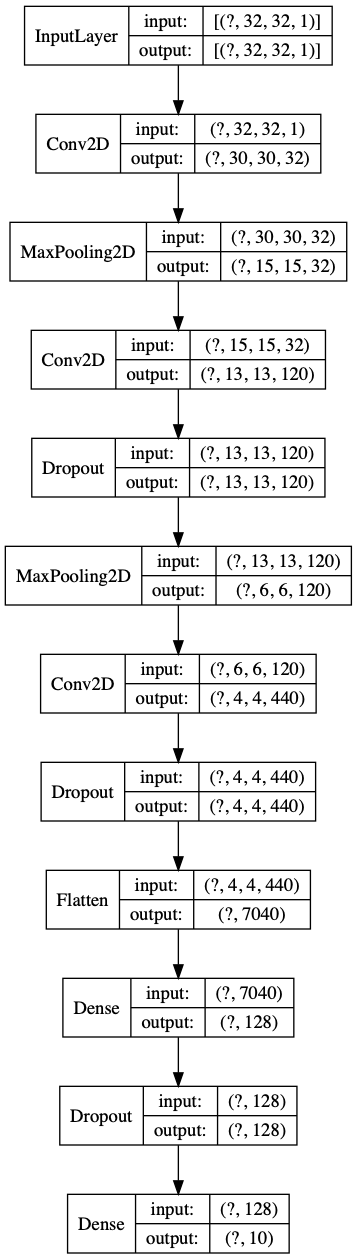 InputLayer input: [(?, 32, 32, 1)]
output: [(?, 32, 32, 1)]
Conv2D input: (?, 32, 32, 1)
output: (?, 30, 30, 32)
MaxPooling2D input: (?, 30, 30, 32)
output: (?, 15, 15, 32)
Conv2D input: (?, 15, 15, 32)
output: (?, 13, 13, 120)
Dropout input: (?, 13, 13, 120)
output: (?, 13, 13, 120)
MaxPooling2D input: (?, 13, 13, 120)
output: (?, 6, 6, 120)
Conv2D input: (?, 6, 6, 120)
output: (?, 4, 4, 440)
Dropout input: (?, 4, 4, 440)
output: (?, 4, 4, 440)
Flatten input: (?, 4, 4, 440)
output: (?, 7040)
Dense input: (?, 7040)
output: (?, 128)
Dropout input: (?, 128)
output: (?, 128)
Dense input: (?, 128)
output: (?, 10)